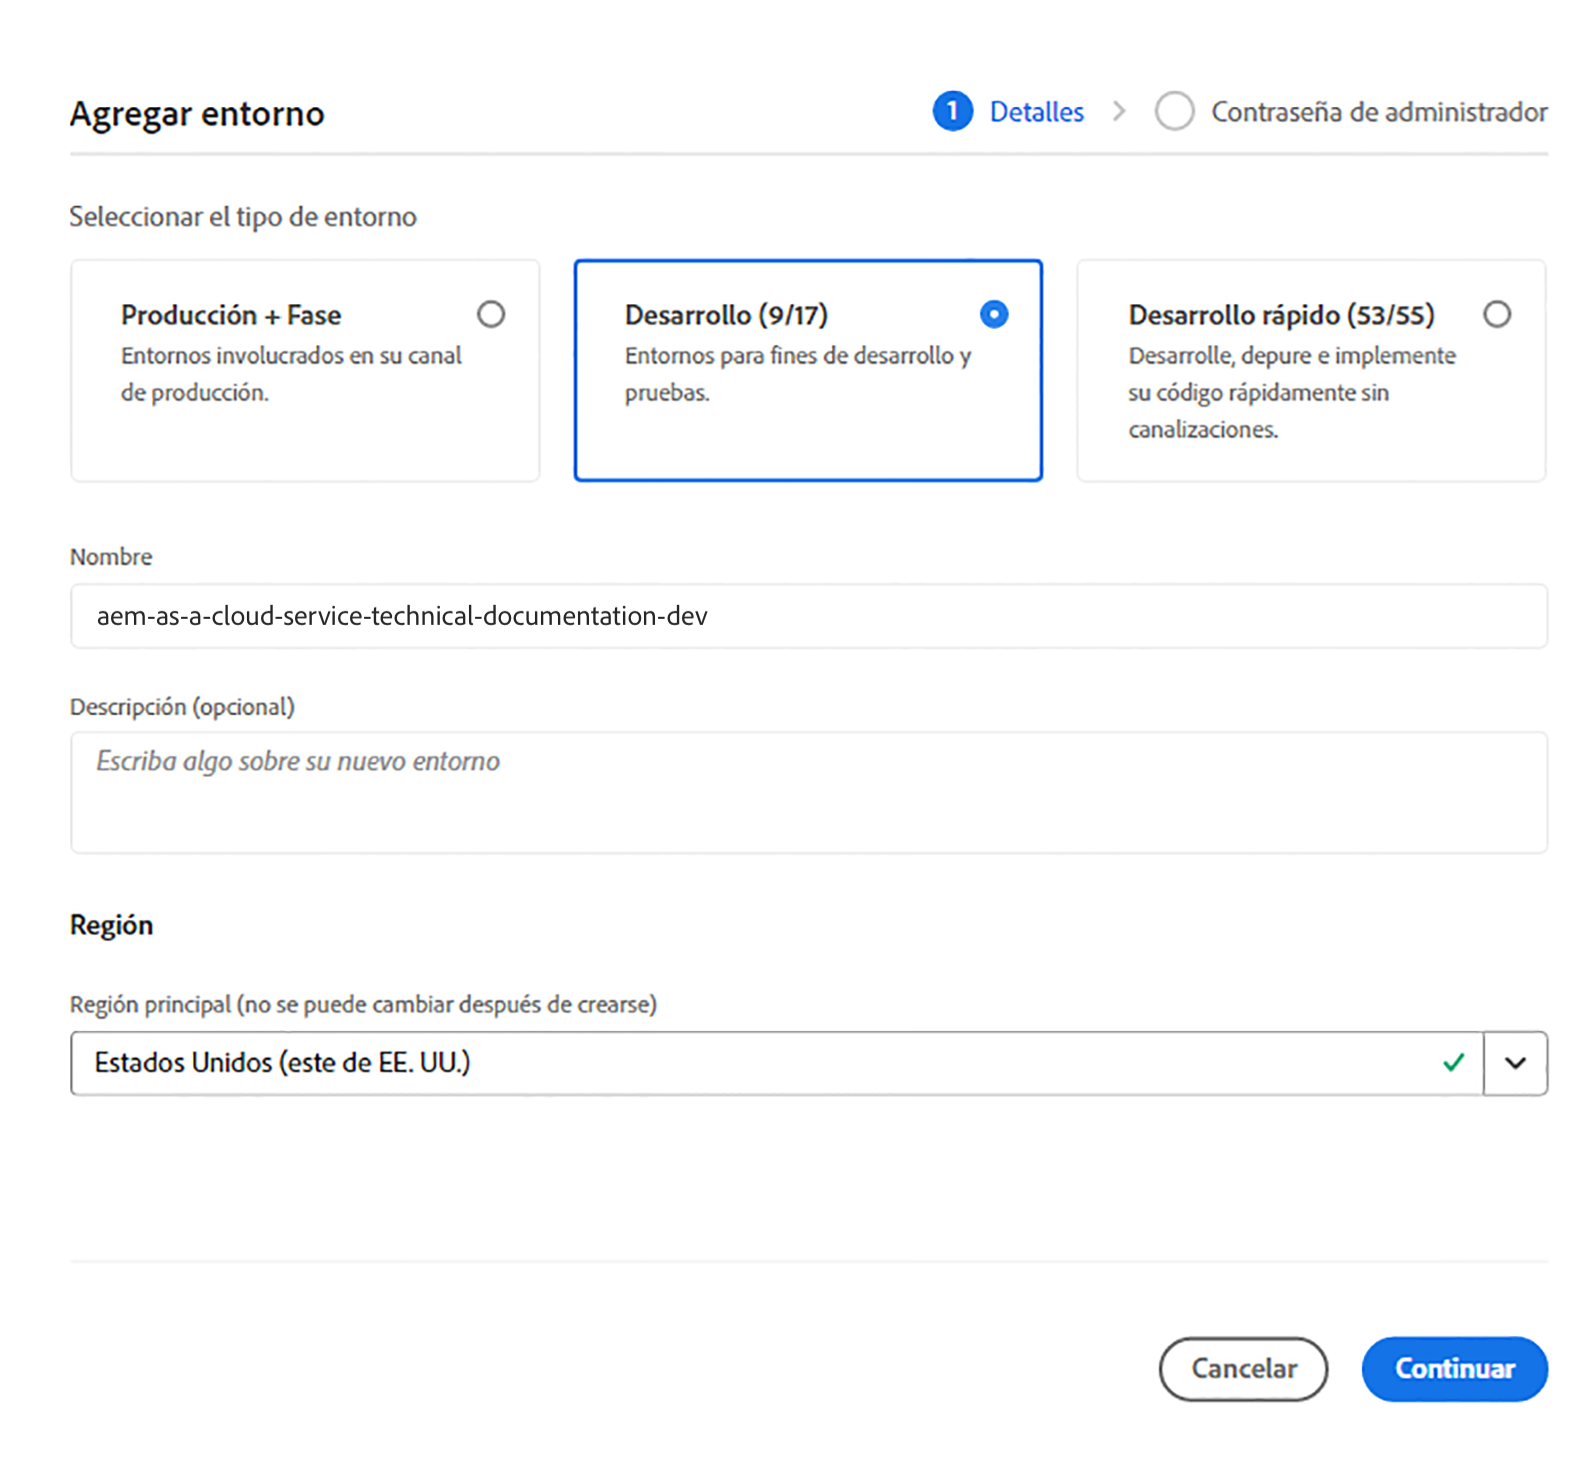 Agregar entorno
1 Detalles > Contraseña de administrador
Seleccionar el tipo de entorno
Producción + Fase
Entornos involucrados en su canal
de producción.
Desarrollo (9/17)
Entornos para fines de desarrollo y
pruebas.
Desarrollo rápido (53/55)
Desarrolle, depure e implemente
su código rápidamente sin
canalizaciones.
Nombre
aem-as-a-cloud-service-technical-documentation-dev
Descripción (opcional)
Escriba algo sobre su nuevo entorno
Región
Región principal (no se puede cambiar después de crearse)
Estados Unidos (este de EE. UU.)
Cancelar
Continuar